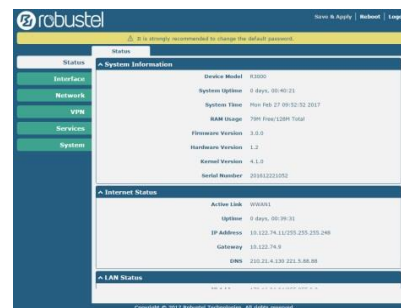 robustel
Save & Apply | Reboot | Logo
It is strongly recommended to change the default password.
Status
Status
Interface
Network
VPN
Services
System
System Information
Device Model R3000
System Uptime 0 days, 00:40:21
System Time Mon Feb 27 09:52:52 2017
RAM Usage 79M Free/128M Total
Firmware Version 3.0.0
Hardware Version 1.2
Kernel Version 4.1.0
Serial Number 201612221052
Internet Status
Active Link WWAN1
Uptime 0 days, 00:39:31
IP Address 10.122.74.11/255.255.255.248
Gateway 10.122.74.9
DNS 210.21.4.130 221.5.88.88
LAN Status
Copyright © 2017 Robustel Technologies. All rights reserved.